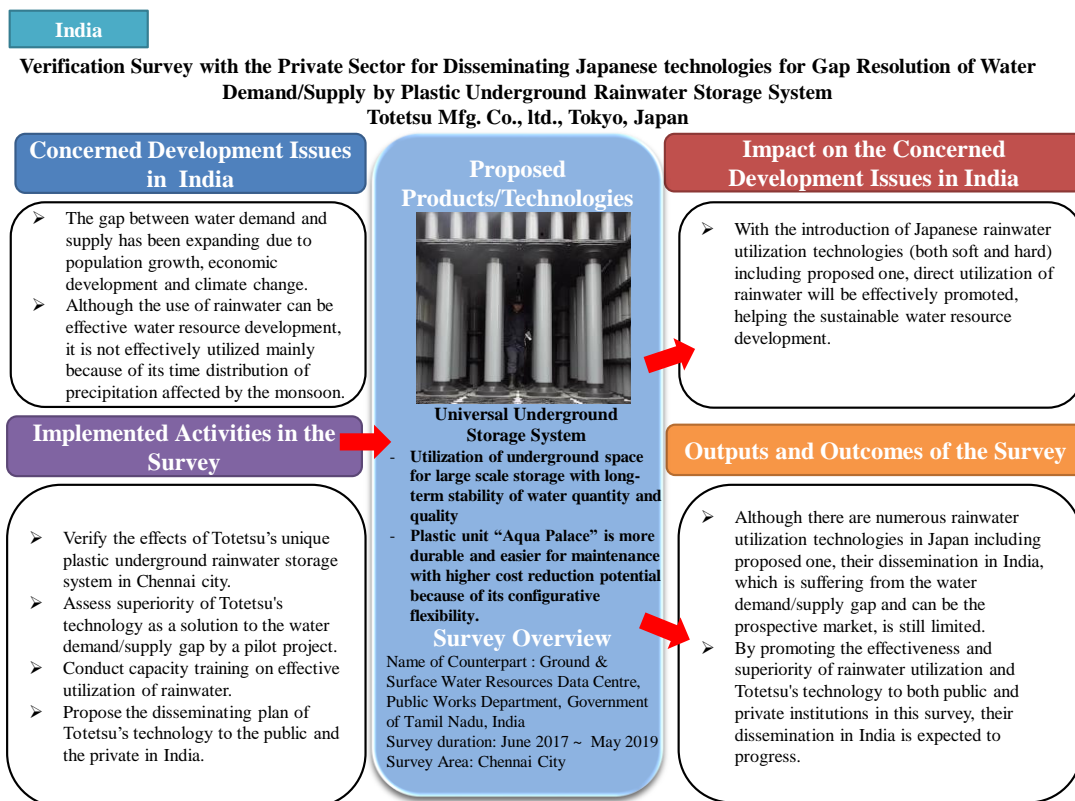 India
Verification Survey with the Private Sector for Disseminating Japanese technologies for Gap Resolution of Water
Demand/Supply by Plastic Underground Rainwater Storage System
Totetsu Mfg. Co., ltd., Tokyo, Japan
Concerned Development Issues
in India
➢ The gap between water demand and
supply has been expanding due to
population growth, economic
development and climate change.
➢ Although the use of rainwater can be
effective water resource development,
it is not effectively utilized mainly
because of its time distribution of
precipitation affected by the monsoon.
Implemented Activities in the
Survey
➢ Verify the effects of Totetsu's unique
plastic underground rainwater storage
system in Chennai city.
➢ Assess superiority of Totetsu's
technology as a solution to the water
demand/supply gap by a pilot project.
➢ Conduct capacity training on effective
utilization of rainwater.
➢ Propose the disseminating plan of
Totetsu's technology to the public and
the private in India.
Proposed
Products/Technologies
Universal Underground
Storage System
- Utilization of underground space
for large scale storage with long-
term stability of water quantity and
quality
- Plastic unit “Aqua Palace” is more
durable and easier for maintenance
with higher cost reduction potential
because of its configurative
flexibility.
Survey Overview
Name of Counterpart : Ground &
Surface Water Resources Data Centre,
Public Works Department, Government
of Tamil Nadu, India
Survey duration: June 2017 ~ May 2019
Survey Area: Chennai City
Impact on the Concerned
Development Issues in India
➢ With the introduction of Japanese rainwater
utilization technologies (both soft and hard)
including proposed one, direct utilization of
rainwater will be effectively promoted,
helping the sustainable water resource
development.
Outputs and Outcomes of the Survey
➢ Although there are numerous rainwater
utilization technologies in Japan including
proposed one, their dissemination in India,
which is suffering from the water
demand/supply gap and can be the
prospective market, is still limited.
➢ By promoting the effectiveness and
superiority of rainwater utilization and
Totetsu's technology to both public and
private institutions in this survey, their
dissemination in India is expected to
progress.